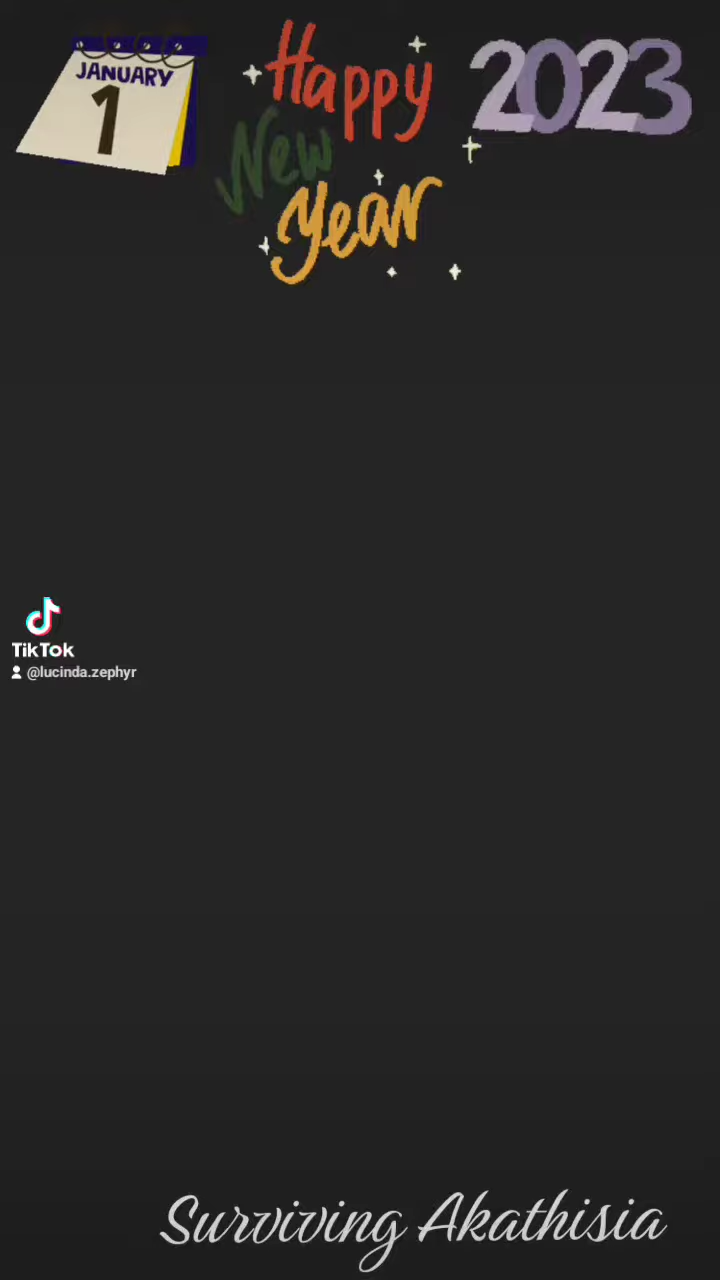 JANUARY
1
Happy
New
Year
2023
TikTok
@lucinda.zephyr
Surviving Akathisia